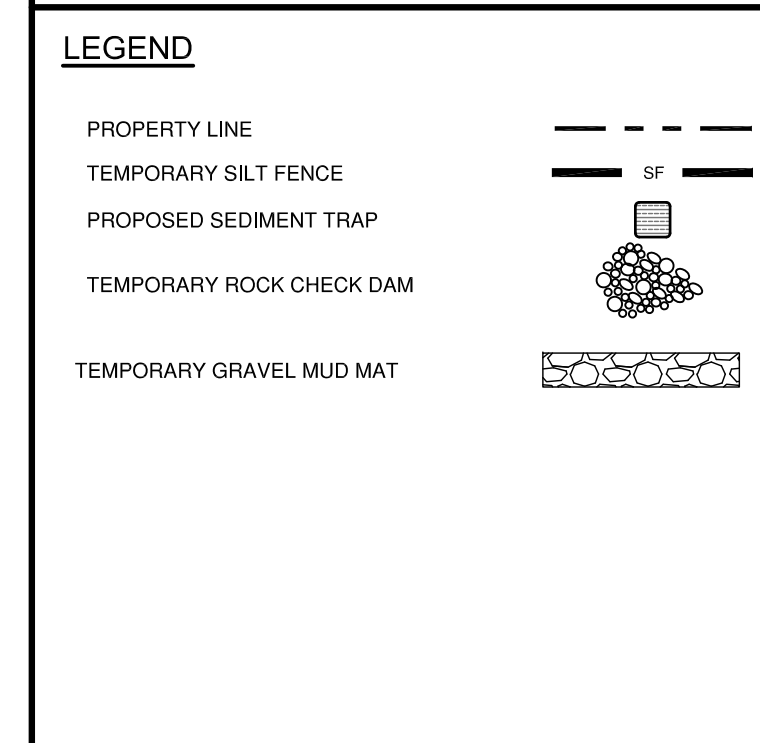 LEGEND
PROPERTY LINE
TEMPORARY SILT FENCE SF
PROPOSED SEDIMENT TRAP
TEMPORARY ROCK CHECK DAM
TEMPORARY GRAVEL MUD MAT